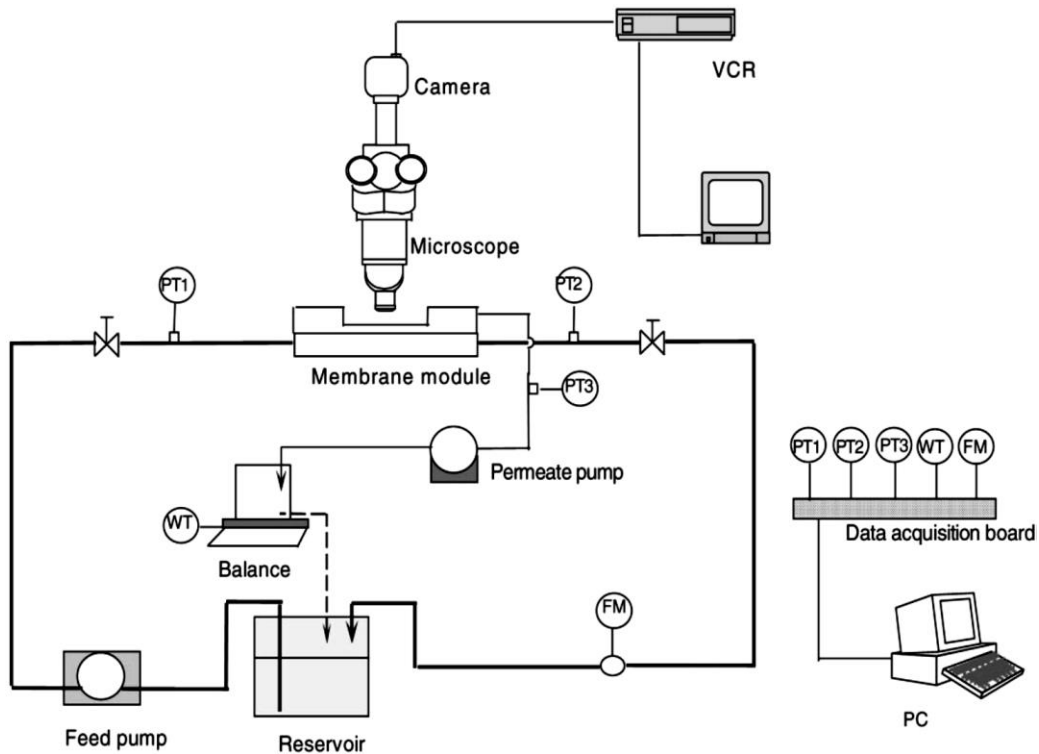 VCR
Camera
Microscope
PT1
PT2
Membrane module
PT3
Permeate pump
WT
Balance
PT1
PT2
PT3
WT
FM
Data acquisition board
FM
Feed pump
Reservoir
PC